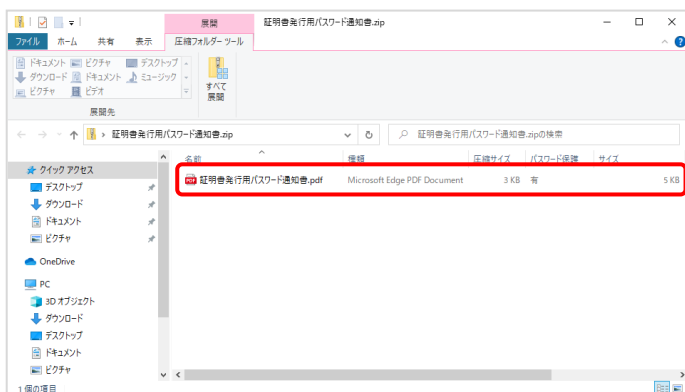 展開
証明書発行用パスワード通知書.zip
ファイル ホーム 共有 表示 圧縮フォルダー ツール
ドキュメント ピクチャ デスクトップ
ダウンロード ドキュメント ミュージック
ピクチャ ビデオ
すべて
展開
展開先
証明書発行用パスワード通知書.zip
証明書発行用パスワード通知書.zipの検索
名前 種類 圧縮サイズ パスワード保護 サイズ
証明書発行用パスワード通知書.pdf Microsoft Edge PDF Document 3 KB 有 5 KB
クイック アクセス
デスクトップ
ダウンロード
ドキュメント
ピクチャ
OneDrive
PC
3D オブジェクト
ダウンロード
デスクトップ
ドキュメント
ピクチャ
1 個の項目